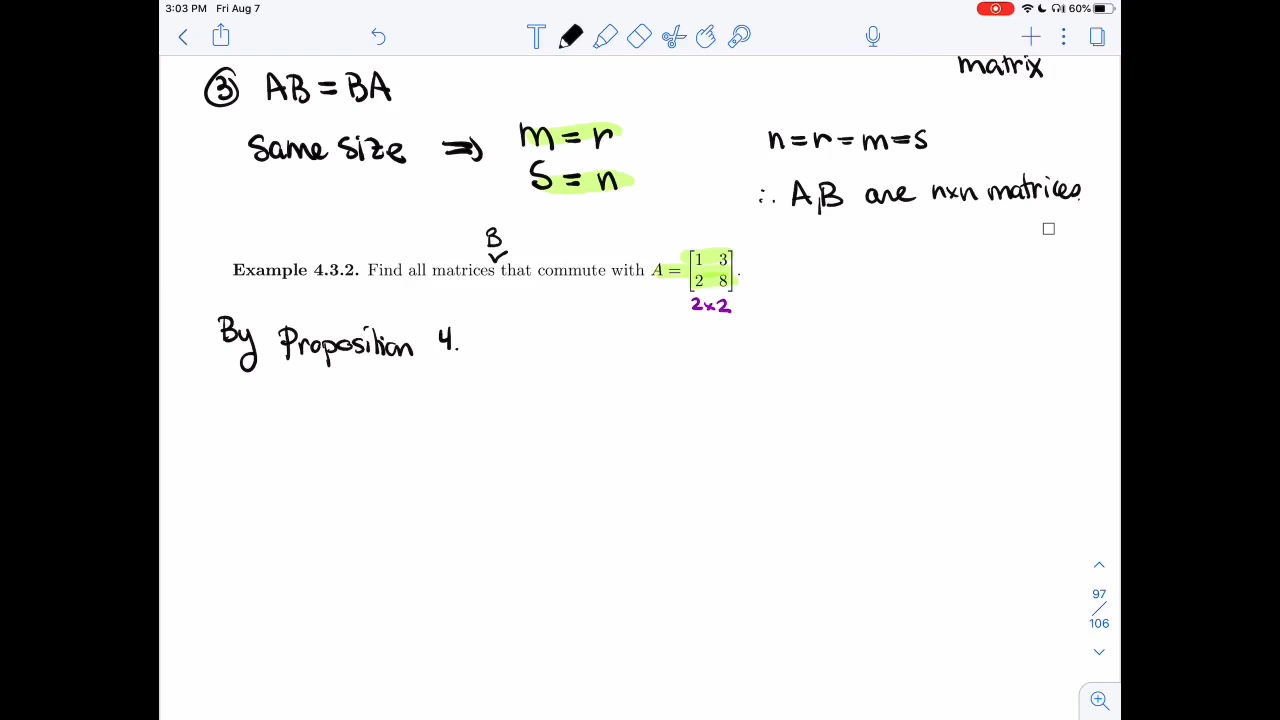 3:03 PM Fri Aug 7
60%
matrix
③ AB = BA
Same size ⇒ m = r
s = n
n = r = m = s
∴ A,B are n×n matrices.
□
B
Example 4.3.2. Find all matrices that commute with A = [1 3
2 8].
2×2
By Proposition 4.
97
106